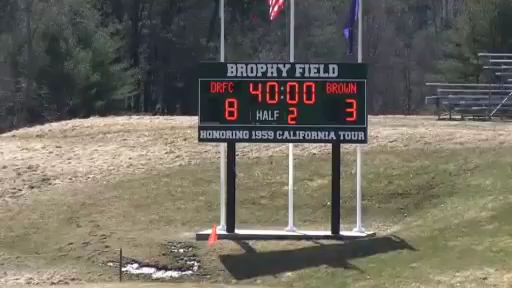 BROPHY FIELD
DRFC 40:00 BROWN
8 HALF 2 3
HONORING 1959 CALIFORNIA TOUR